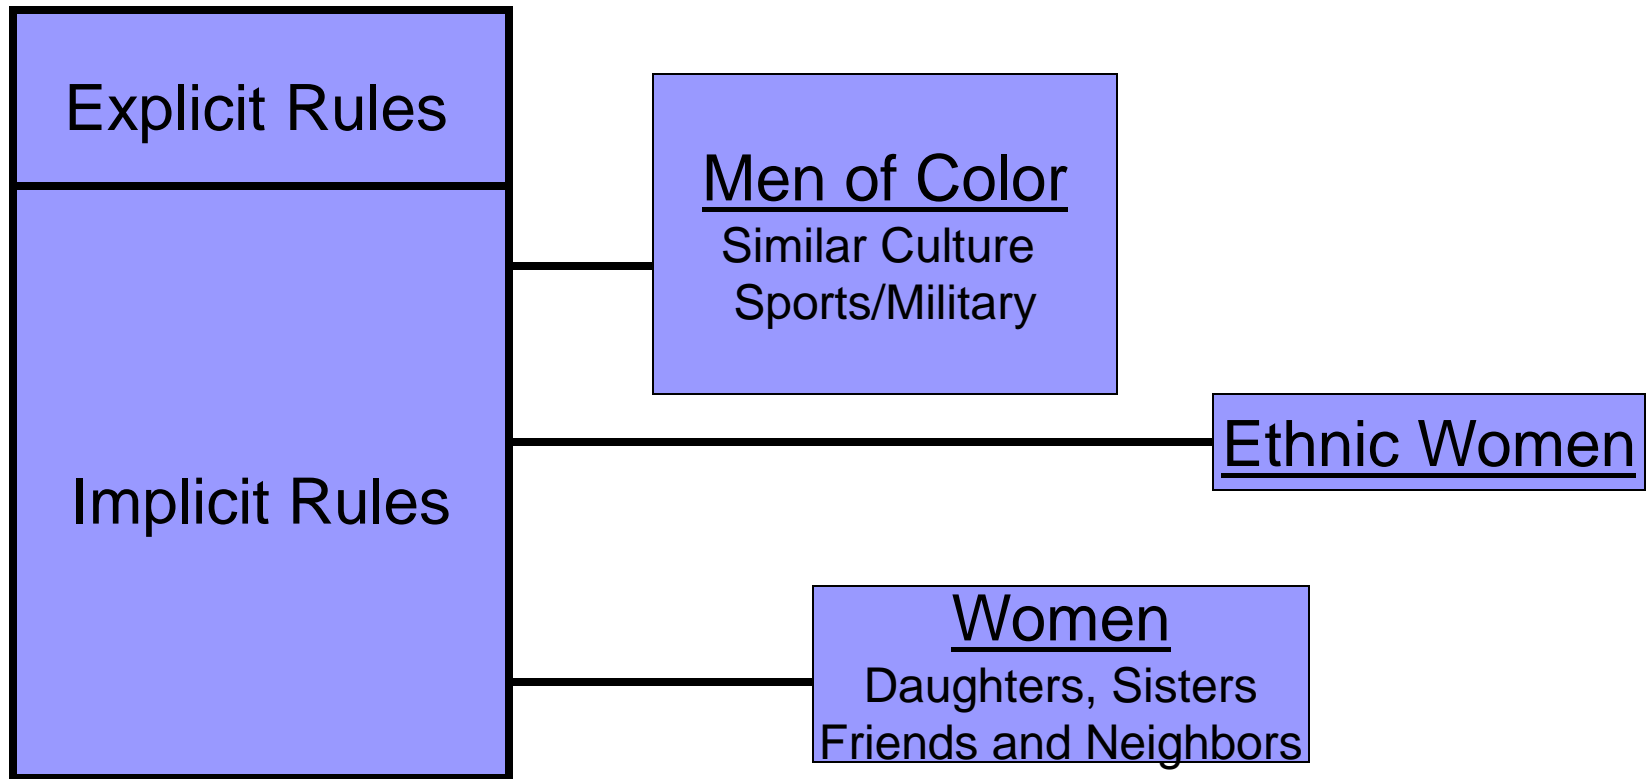 Explicit Rules
Implicit Rules
Men of Color
Similar Culture
Sports/Military
Ethnic Women
Women
Daughters, Sisters
Friends and Neighbors